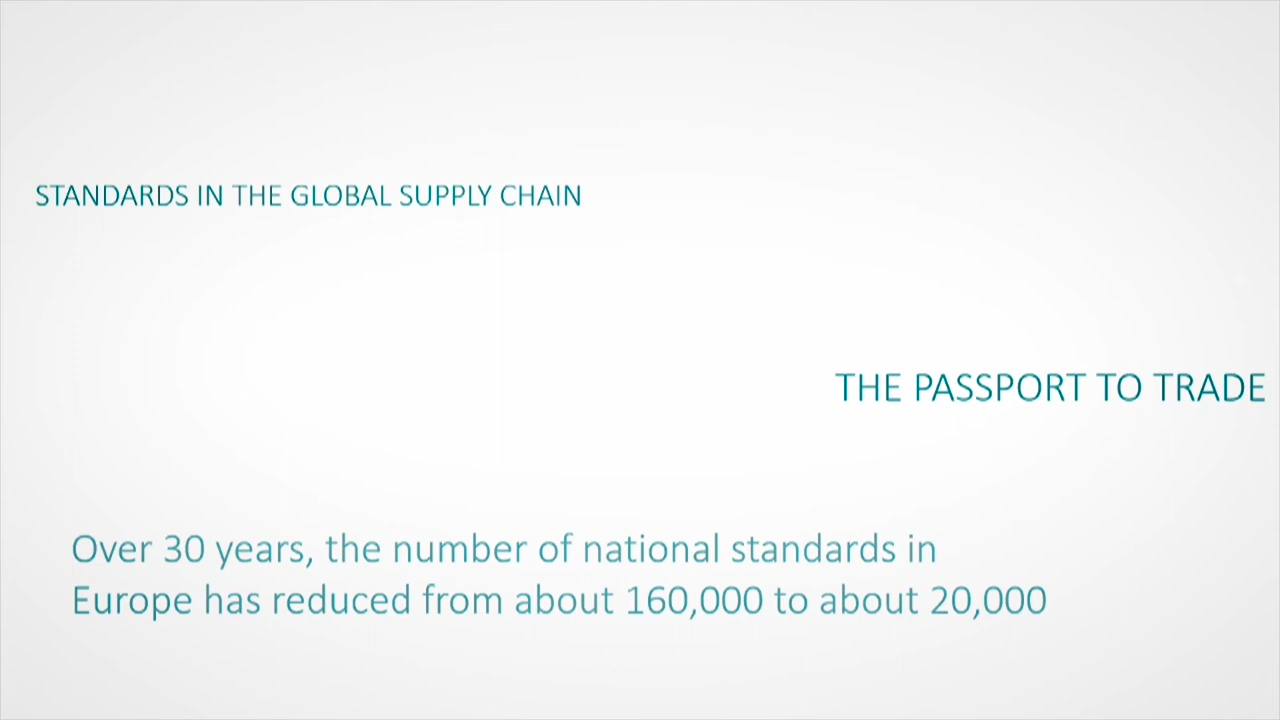 STANDARDS IN THE GLOBAL SUPPLY CHAIN
THE PASSPORT TO TRADE
Over 30 years, the number of national standards in
Europe has reduced from about 160,000 to about 20,000